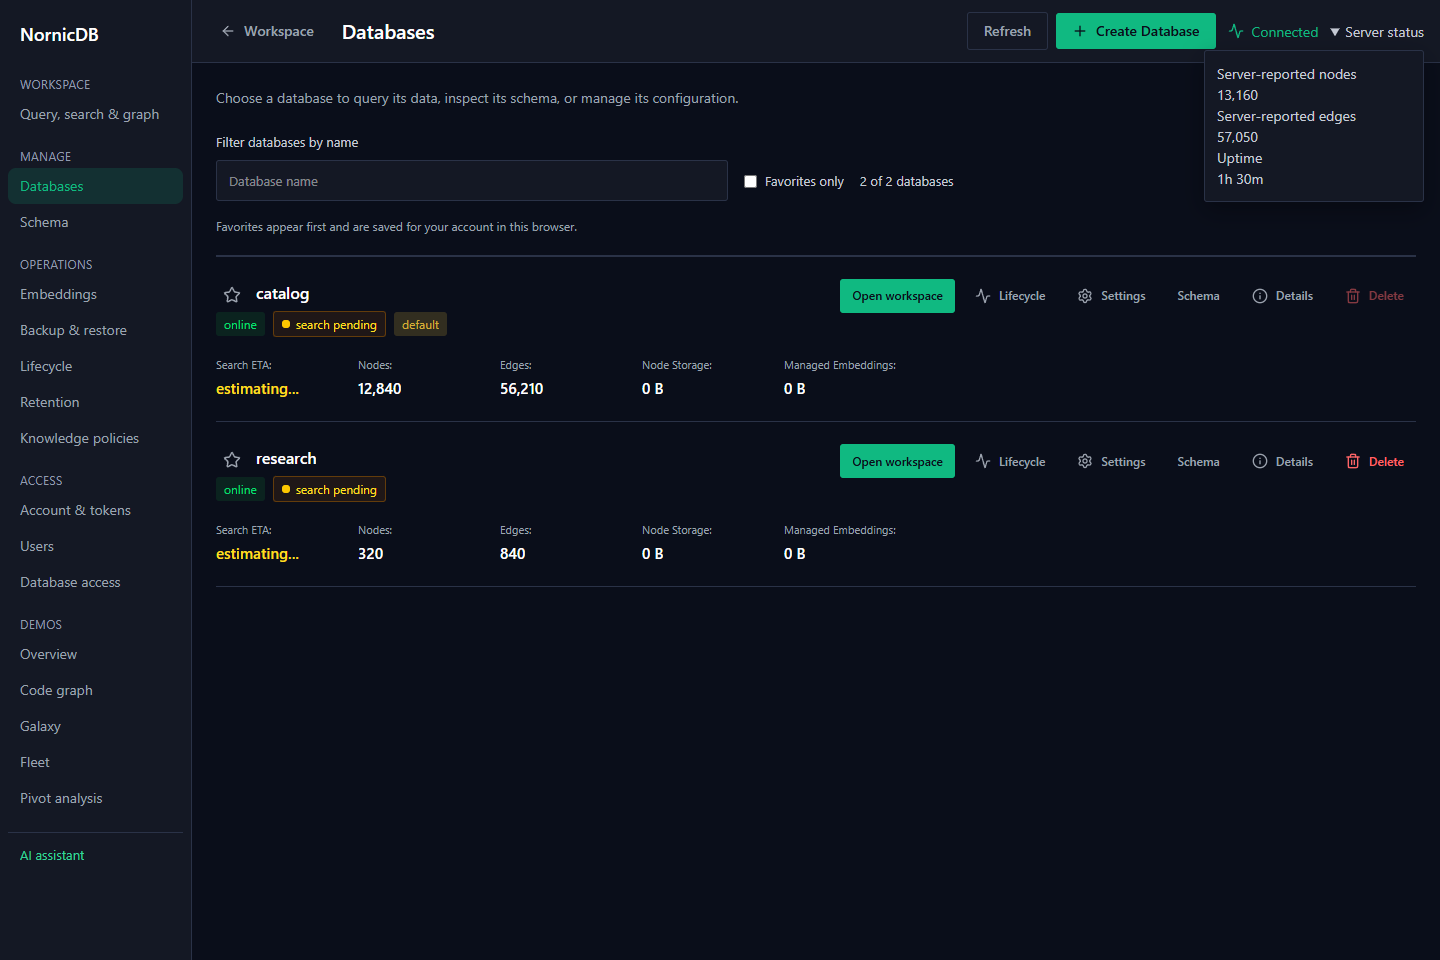 NornicDB
WORKSPACE
Query, search & graph
MANAGE
Databases
Schema
OPERATIONS
Embeddings
Backup & restore
Lifecycle
Retention
Knowledge policies
ACCESS
Account & tokens
Users
Database access
DEMOS
Overview
Code graph
Galaxy
Fleet
Pivot analysis
AI assistant
Workspace Databases Refresh Create Database Connected Server status
Server-reported nodes
13,160
Server-reported edges
57,050
Uptime
1h 30m
Choose a database to query its data, inspect its schema, or manage its configuration.
Filter databases by name
Database name Favorites only 2 of 2 databases
Favorites appear first and are saved for your account in this browser.
catalog Open workspace Lifecycle Settings Schema Details Delete
online search pending default
Search ETA: Nodes: Edges: Node Storage: Managed Embeddings:
estimating... 12,840 56,210 0 B 0 B
research Open workspace Lifecycle Settings Schema Details Delete
online search pending
Search ETA: Nodes: Edges: Node Storage: Managed Embeddings:
estimating... 320 840 0 B 0 B